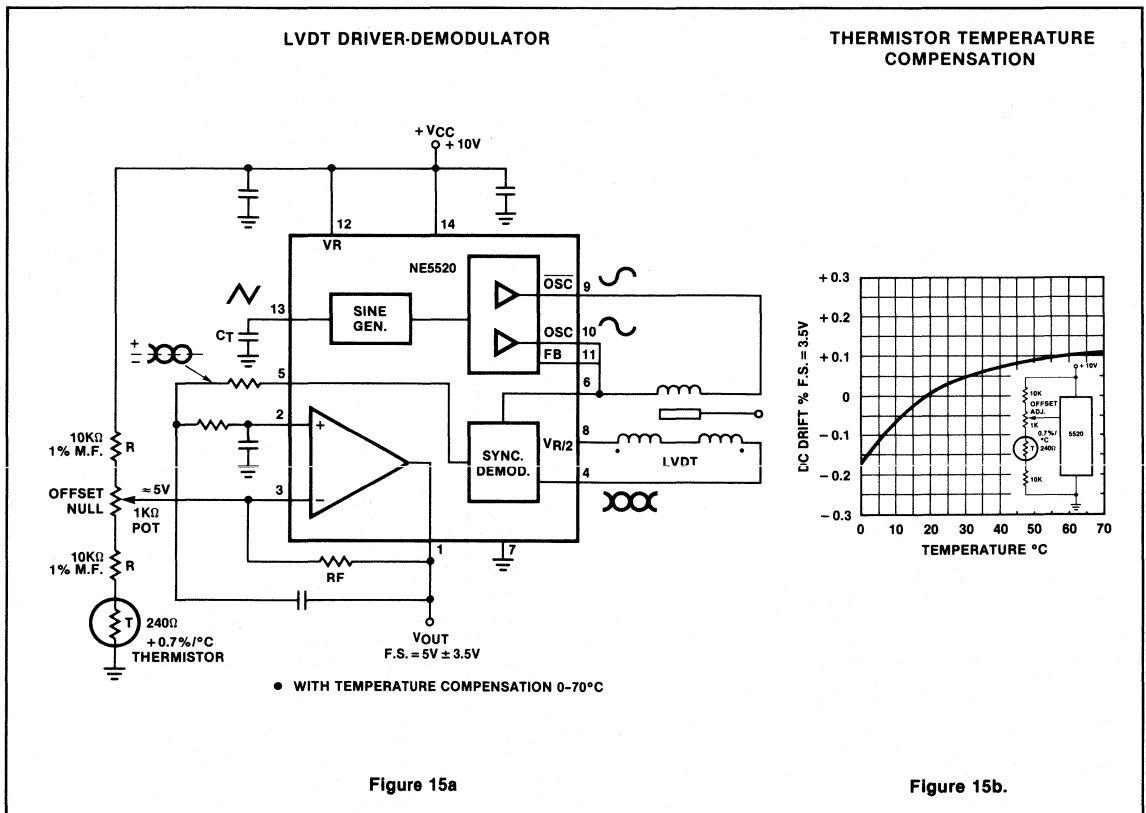 LVDT DRIVER-DEMODULATOR
THERMISTOR TEMPERATURE
COMPENSATION
+ VCC
+ 10V
12
14
VR
NE5520
OSC
9
13
SINE
GEN.
CT
OSC
10
FB
11
+
−
5
6
2
+
8
VR/2
SYNC.
DEMOD.
LVDT
4
10KΩ
1% M.F.
R
OFFSET
NULL
≈5V
3
−
1KΩ
POT
10KΩ
1% M.F.
R
1
7
RF
T
240Ω
+0.7%/°C
THERMISTOR
VOUT
F.S. = 5V ± 3.5V
● WITH TEMPERATURE COMPENSATION 0–70°C
Figure 15a
DC DRIFT % F.S. = 3.5V
+ 0.3
+ 0.2
+ 0.1
0
− 0.1
− 0.2
− 0.3
0 10 20 30 40 50 60 70
TEMPERATURE °C
+ 10V
10K
OFFSET
ADJ.
1K
0.7%/
°C
T
240Ω
10K
5520
Figure 15b.